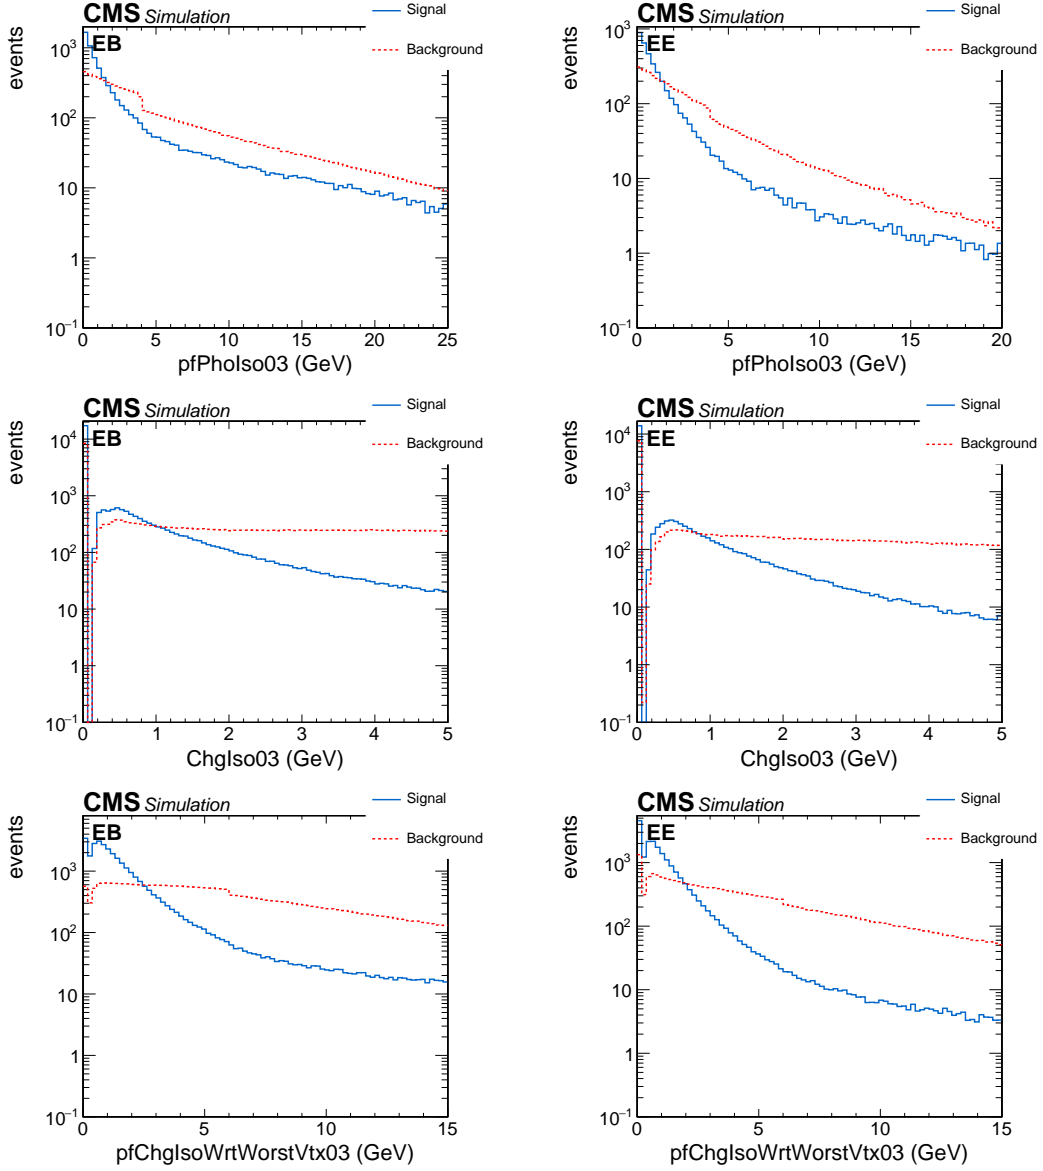 CMS Simulation
Signal
EB
Background
events
10³
10²
10
1
10⁻¹
0 5 10 15 20 25
pfPhoIso03 (GeV)
CMS Simulation
Signal
EE
Background
events
10³
10²
10
1
10⁻¹
0 5 10 15 20
pfPhoIso03 (GeV)
CMS Simulation
Signal
EB
Background
events
10⁴
10³
10²
10
1
10⁻¹
0 1 2 3 4 5
ChgIso03 (GeV)
CMS Simulation
Signal
EE
Background
events
10⁴
10³
10²
10
1
10⁻¹
0 1 2 3 4 5
ChgIso03 (GeV)
CMS Simulation
Signal
EB
Background
events
10³
10²
10
1
10⁻¹
0 5 10 15
pfChgIsoWrtWorstVtx03 (GeV)
CMS Simulation
Signal
EE
Background
events
10³
10²
10
1
10⁻¹
0 5 10 15
pfChgIsoWrtWorstVtx03 (GeV)